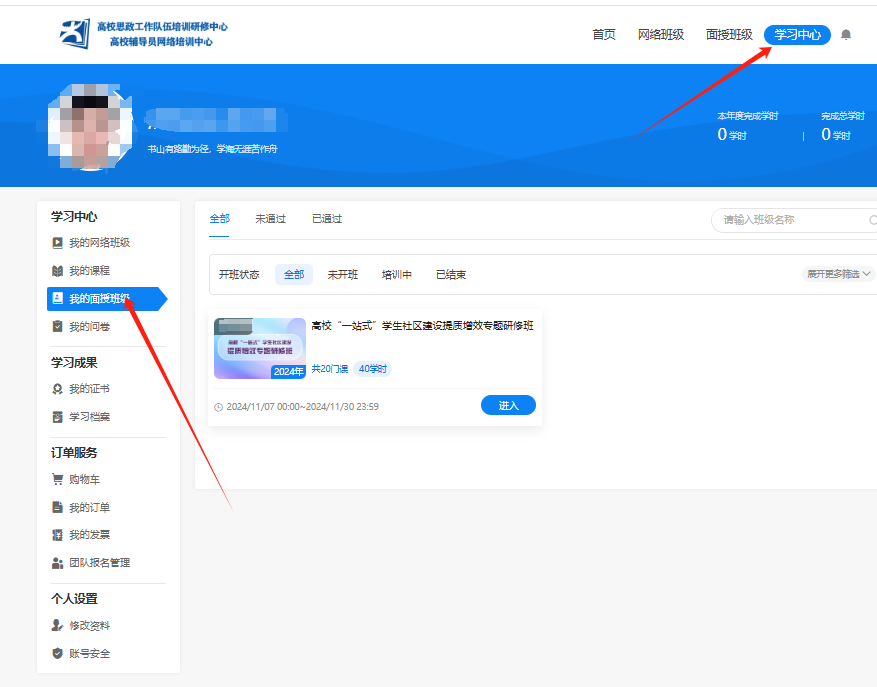 高校思政工作队伍培训研修中心
高校辅导员网络培训中心
首页 网络班级 面授班级 学习中心
书山有路勤为径，学海无涯苦作舟
本年度完成学时 完成总学时
0 学时 | 0 学时
学习中心
我的网络班级
我的课程
我的面授班级
我的问卷
学习成果
我的证书
学习档案
订单服务
购物车
我的订单
我的发票
团队报名管理
个人设置
修改资料
账号安全
全部 未通过 已通过
请输入班级名称
开班状态 全部 未开班 培训中 已结束
展开更多筛选
高校“一站式”学生社区建设
提质增效专题研修班
2024年
高校“一站式”学生社区建设提质增效专题研修班
共20门课 40学时
2024/11/07 00:00~2024/11/30 23:59
进入